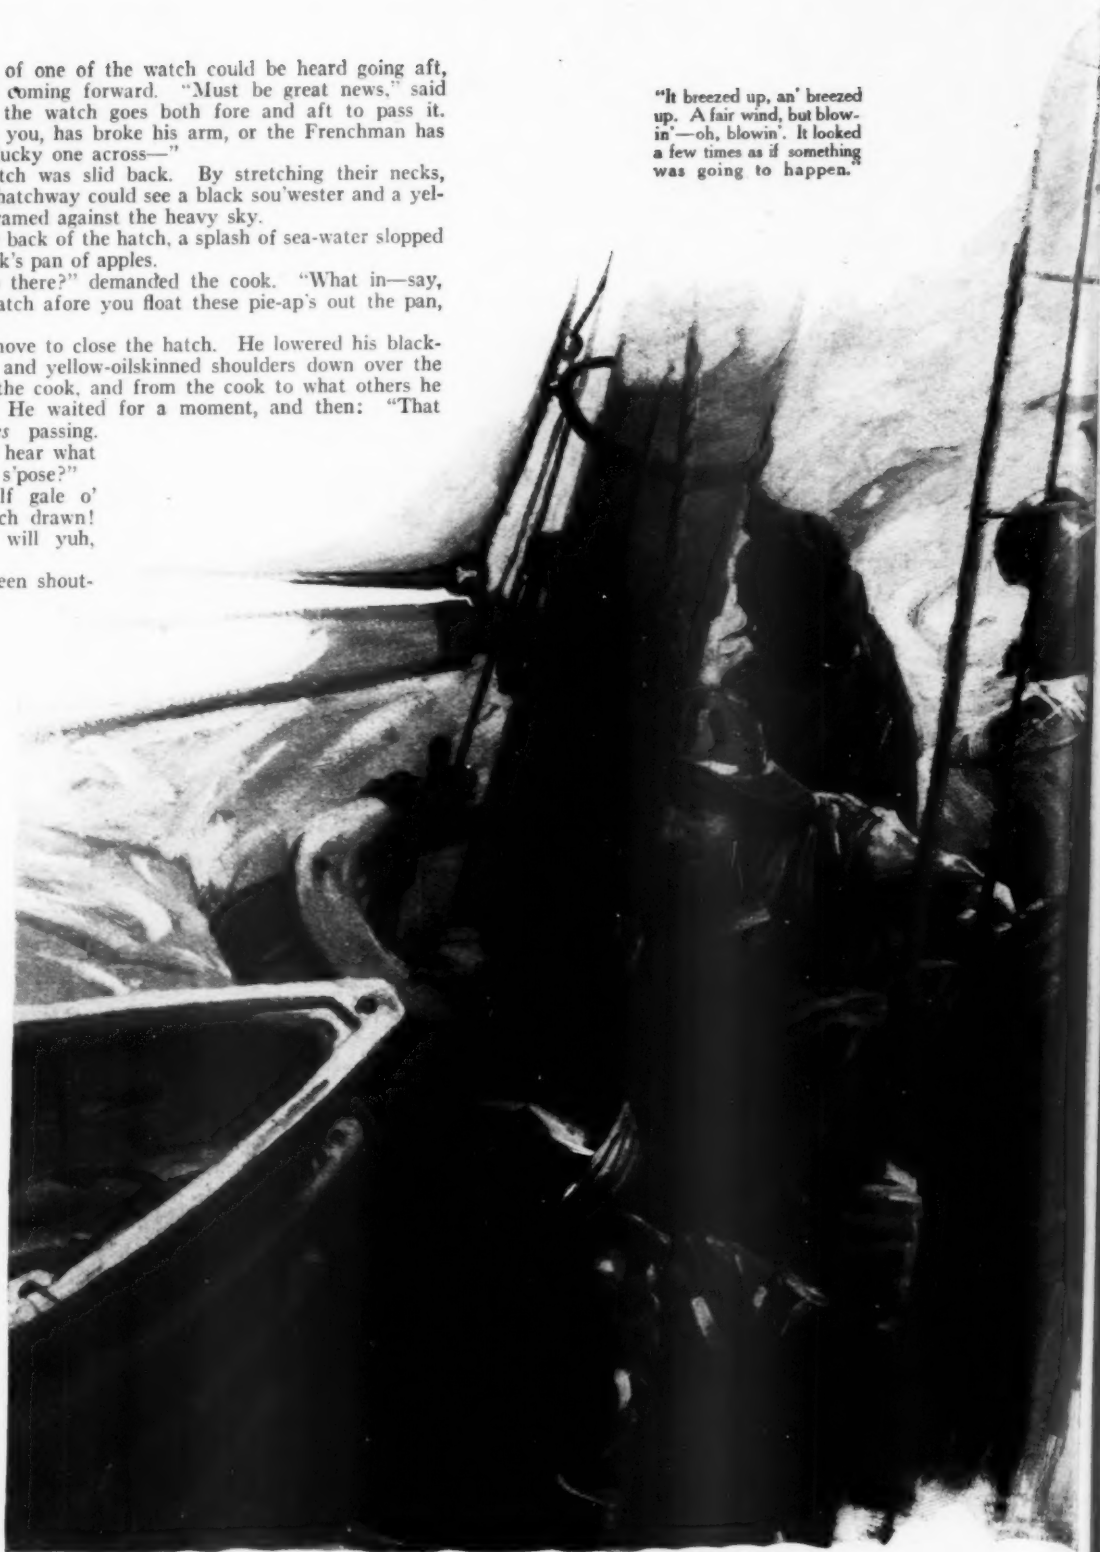 of one of the watch could be heard going aft,
coming forward. "Must be great news," said
the watch goes both fore and aft to pass it.
you, has broke his arm, or the Frenchman has
ucky one across—"
tch was slid back. By stretching their necks,
hatchway could see a black sou'wester and a yel-
ramed against the heavy sky.
back of the hatch, a splash of sea-water slopped
k's pan of apples.
there?" demanded the cook. "What in—say,
atch afore you float these pie-ap's out the pan,
nove to close the hatch. He lowered his black-
and yellow-oilskinned shoulders down over the
the cook, and from the cook to what others he
He waited for a moment, and then: "That
s passing.
hear what
s'pose?"
lf gale o'
ch drawn!
will yuh,
een shout-
"It breezed up, an' breezed
up. A fair wind, but blow-
in'—oh, blowin'. It looked
a few times as if something
was going to happen."